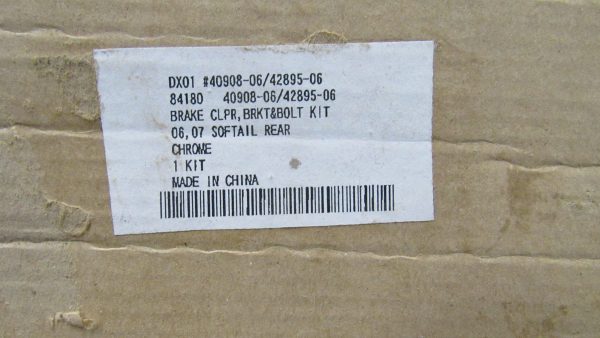 DX01 #40908-06/42895-06
84180 40908-06/42895-06
BRAKE CLPR,BRKT&BOLT KIT
06,07 SOFTAIL REAR
CHROME
1 KIT
MADE IN CHINA